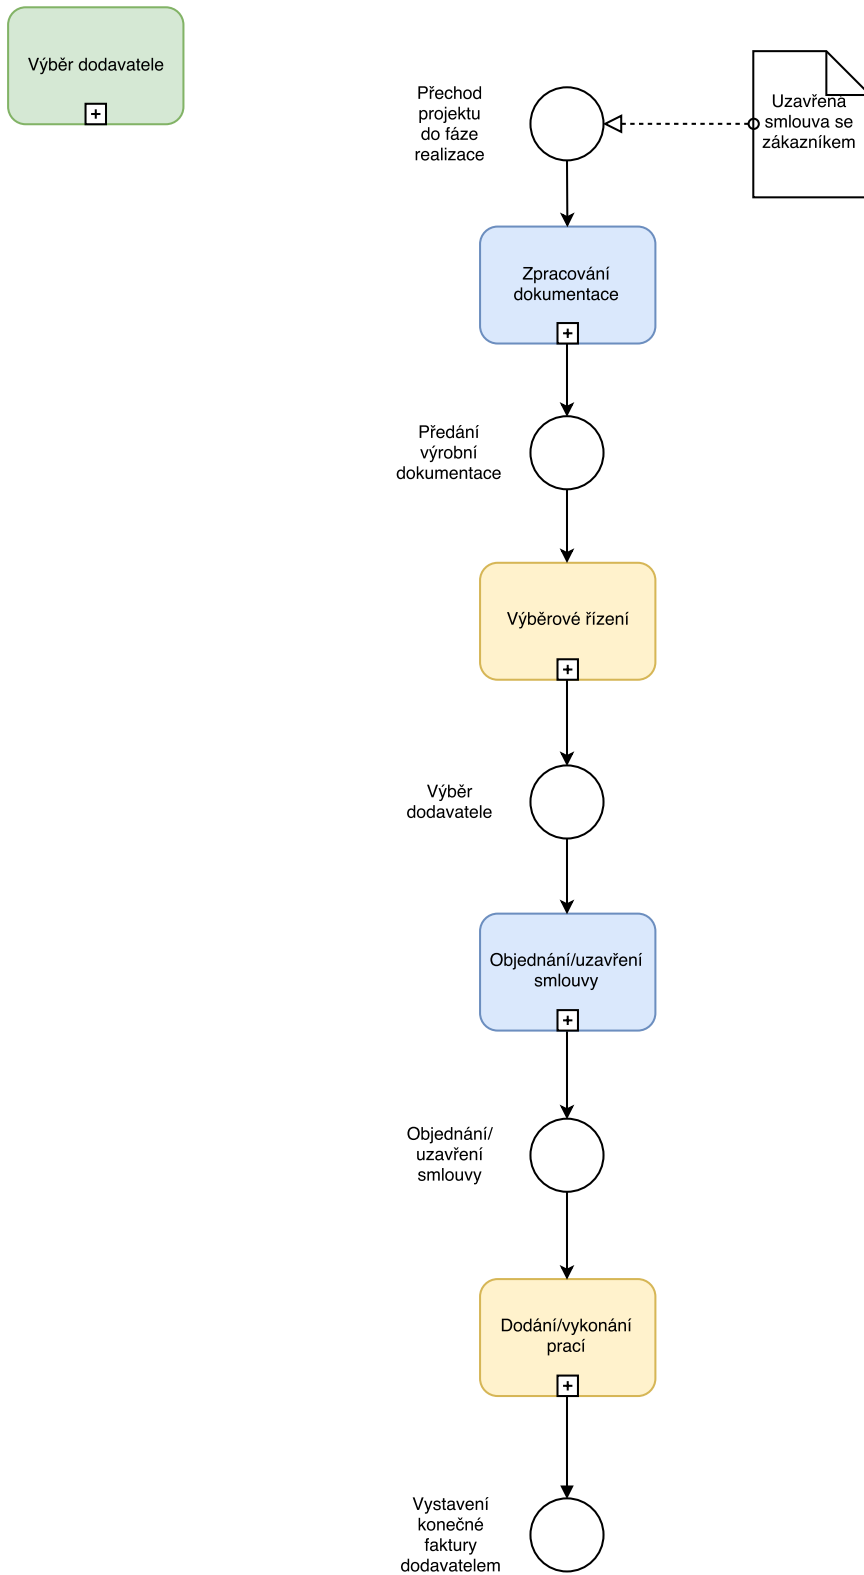 Výběr dodavatele
Přechod
projektu
do fáze
realizace
Uzavřená
smlouva se
zákazníkem
Zpracování
dokumentace
Předání
výrobní
dokumentace
Výběrové řízení
Výběr
dodavatele
Objednání/uzavření
smlouvy
Objednání/
uzavření
smlouvy
Dodání/vykonání
prací
Vystavení
konečné
faktury
dodavatelem